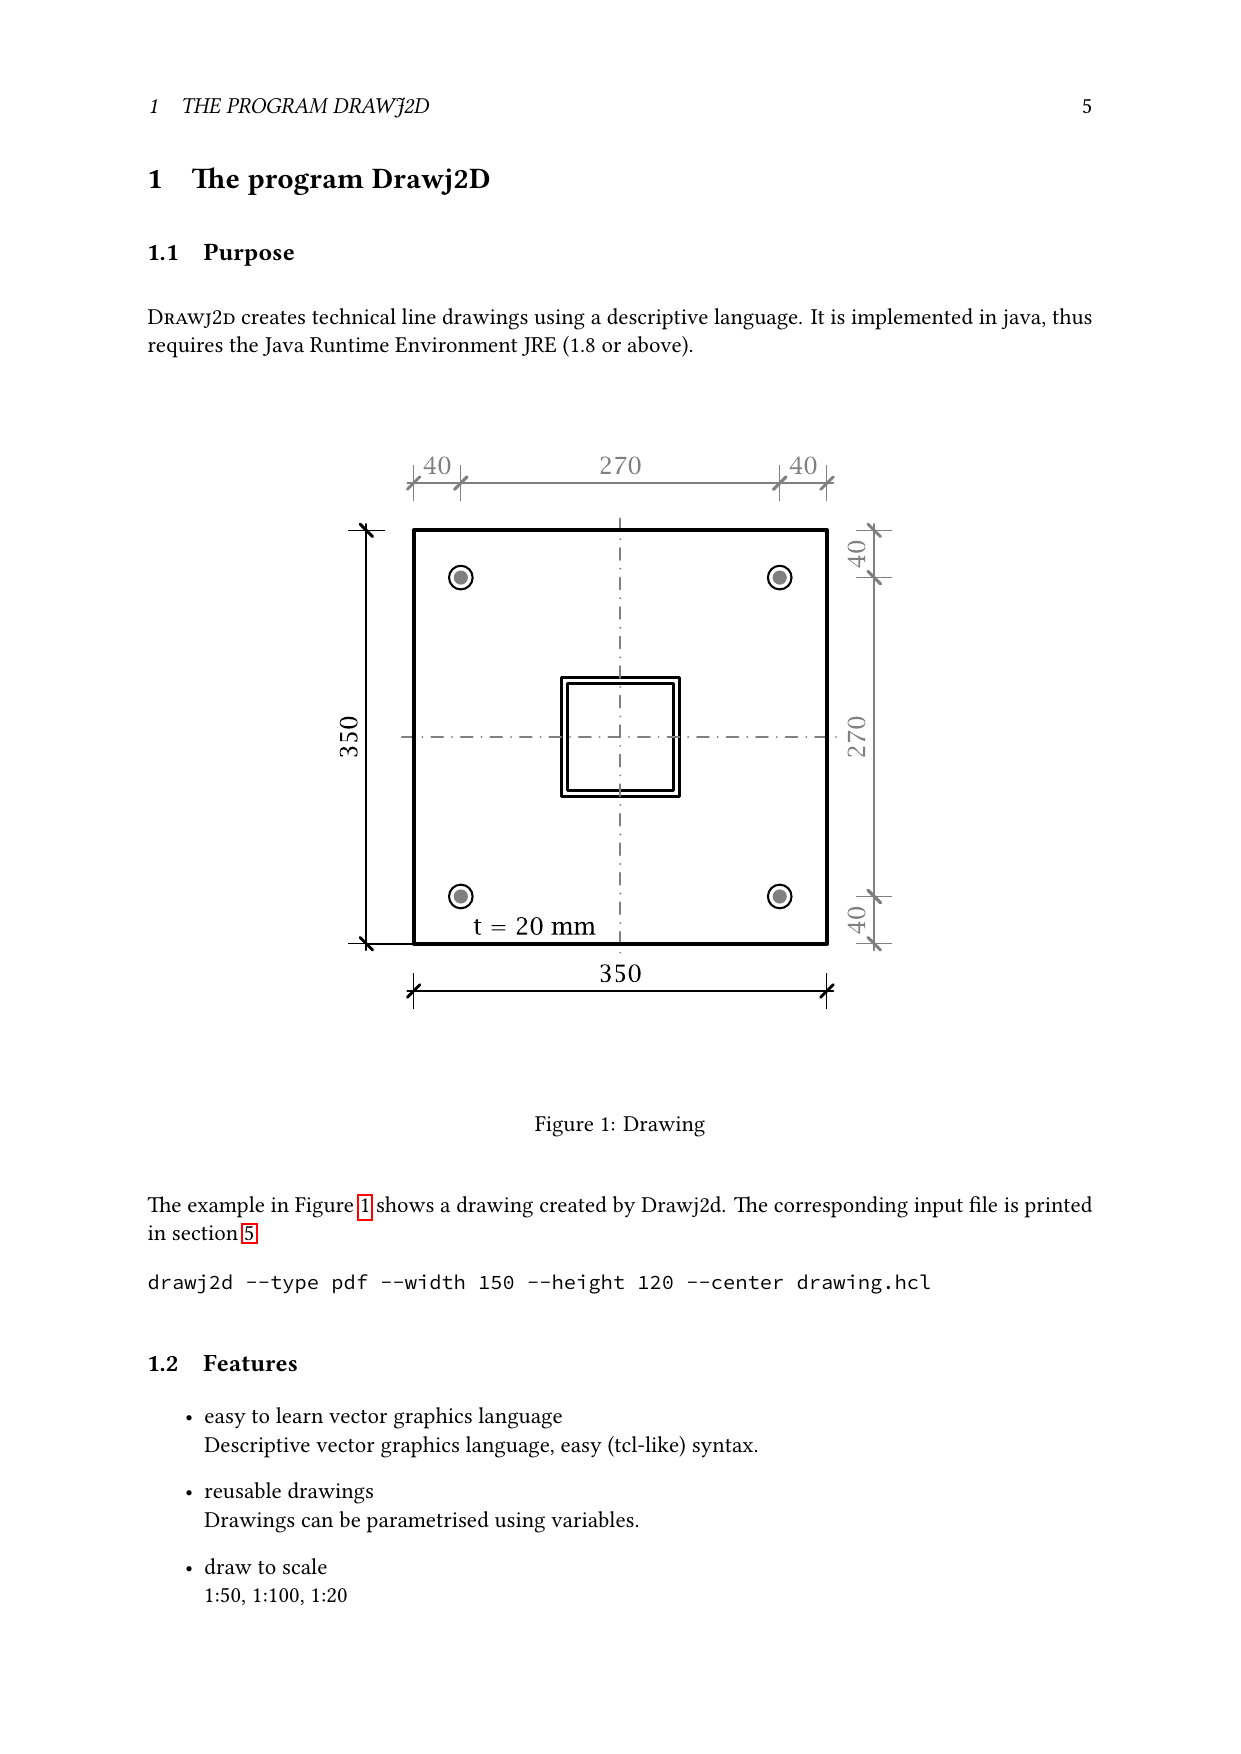 1 THE PROGRAM DRAWJ2D 5
1 The program Drawj2D
1.1 Purpose
Drawj2d creates technical line drawings using a descriptive language. It is implemented in java, thus
requires the Java Runtime Environment JRE (1.8 or above).
40 270 40
40
350
270
40
t = 20 mm
350
Figure 1: Drawing
The example in Figure 1 shows a drawing created by Drawj2d. The corresponding input file is printed
in section 5
drawj2d --type pdf --width 150 --height 120 --center drawing.hcl
1.2 Features
• easy to learn vector graphics language
Descriptive vector graphics language, easy (tcl-like) syntax.
• reusable drawings
Drawings can be parametrised using variables.
• draw to scale
1:50, 1:100, 1:20